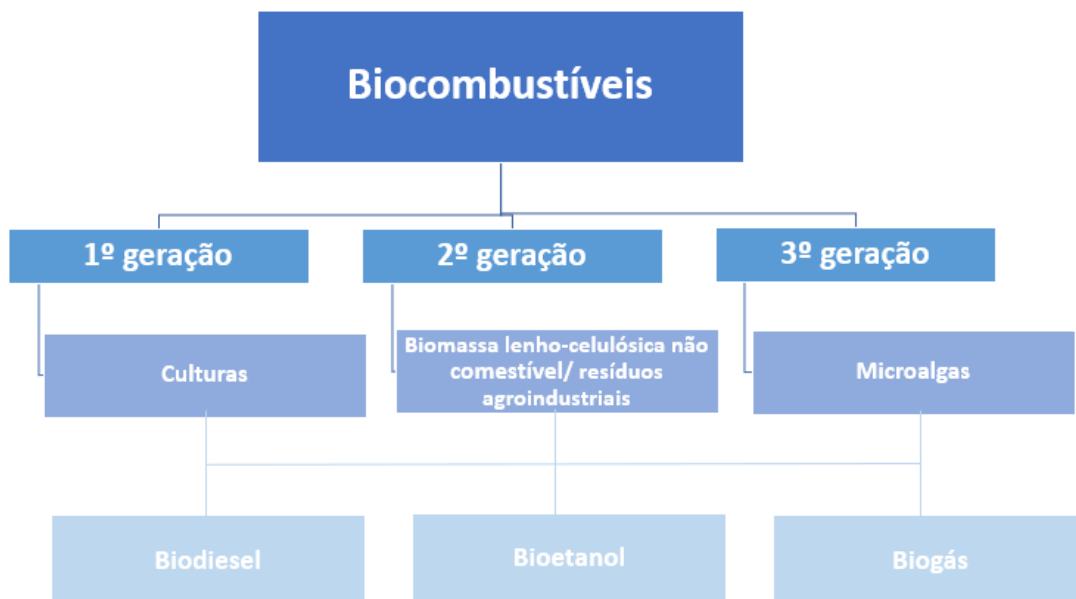 Biocombustíveis
1º geração
2º geração
3º geração
Culturas
Biomassa lenho-celulósica não
comestível/ resíduos
agroindustriais
Microalgas
Biodiesel
Bioetanol
Biogás